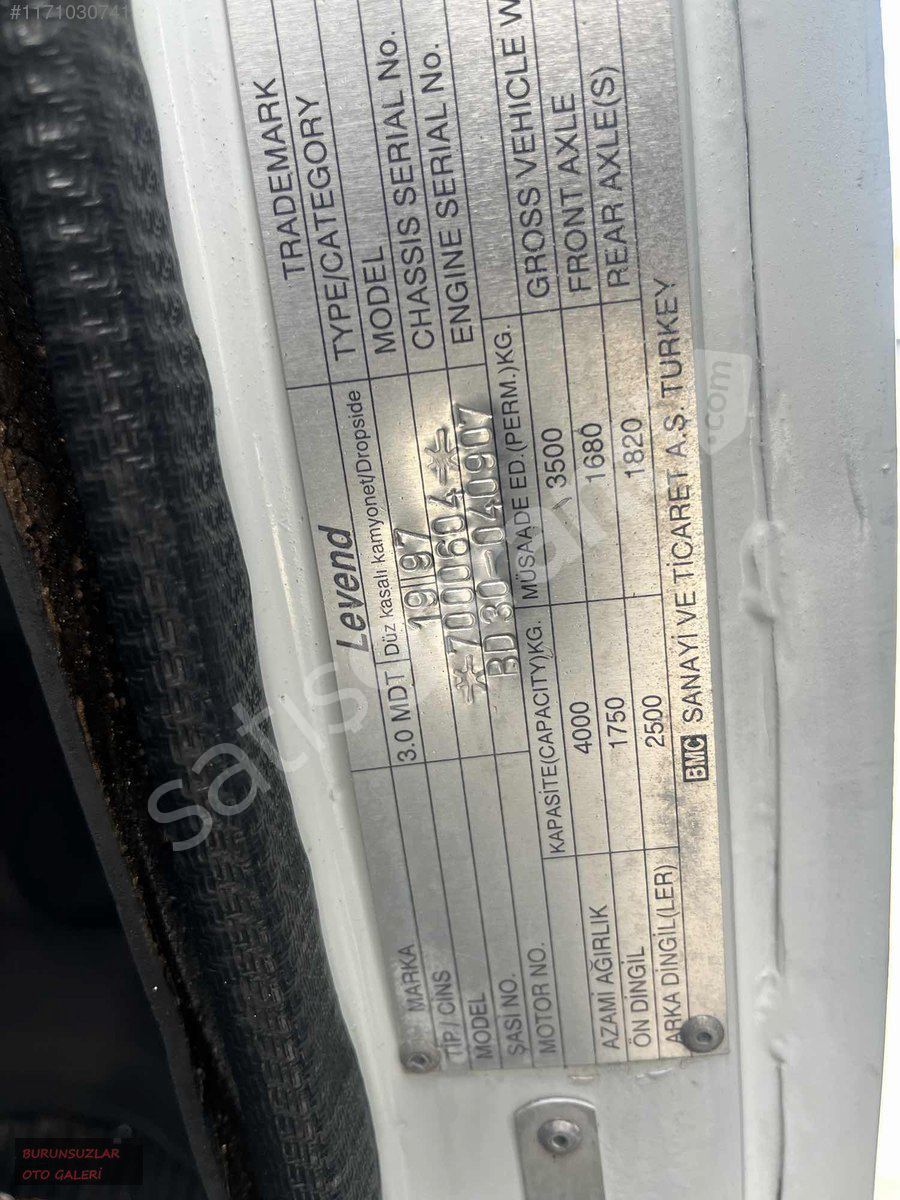 #1171030741
MARKA Levend TRADEMARK
TİP / CİNS 3.0 MDT Düz kasalı kamyonet/Dropside TYPE/CATEGORY
MODEL 19 97 MODEL
ŞASİ NO. *7000604* CHASSIS SERIAL No.
MOTOR NO. BD 30-040907 ENGINE SERIAL No.
KAPASİTE(CAPACITY)KG. MÜSAADE ED.(PERM.)KG.
AZAMİ AĞIRLIK 4000 3500 GROSS VEHICLE W
ÖN DİNGİL 1750 1680 FRONT AXLE
ARKA DİNGİL(LER) 2500 1820 REAR AXLE(S)
BMC SANAYİ VE TİCARET A.Ş. TURKEY
BURUNSUZLAR
OTO GALERİ